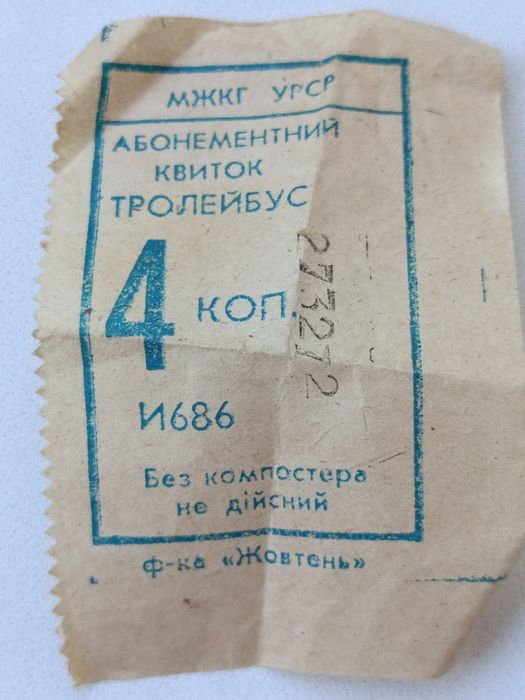 МЖКГ УРСР
АБОНЕМЕНТНИЙ
КВИТОК
ТРОЛЕЙБУС
4 КОП.
273272
И686
Без компостера
не дійсний
ф-ка «Жовтень»